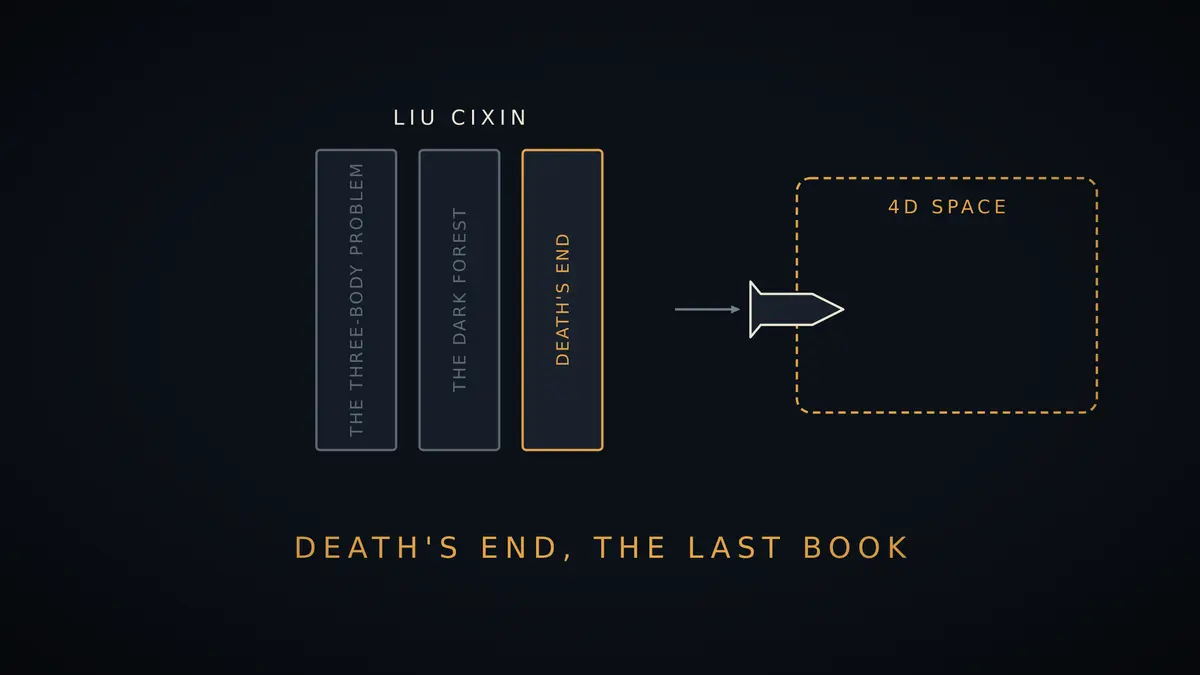 LIU CIXIN
THE THREE-BODY PROBLEM
THE DARK FOREST
DEATH'S END
4D SPACE
DEATH'S END, THE LAST BOOK